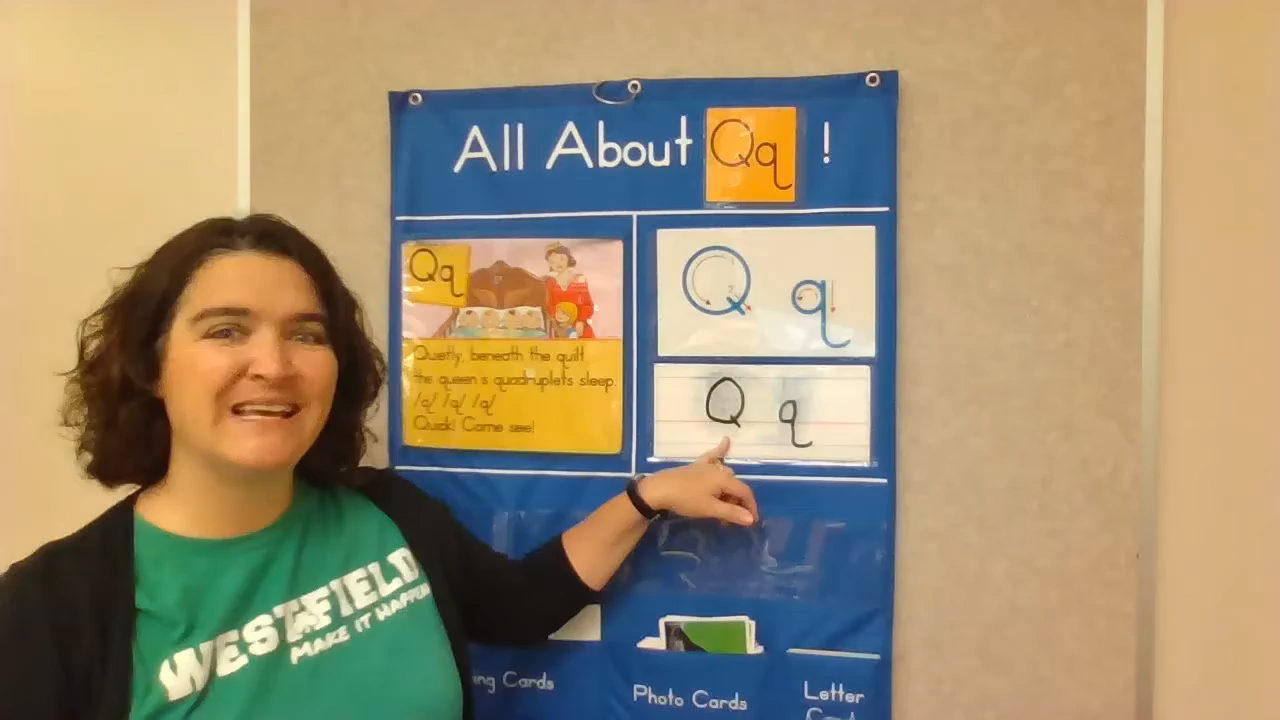 All About Qq !
Qq
Quietly, beneath the quilt
the queen's quadruplets sleep.
/q/ /q/ /q/
Quick! Come see!
Q q
Q q
WESTFIELD
MAKE IT HAPPEN
Cards
Photo Cards
Letter